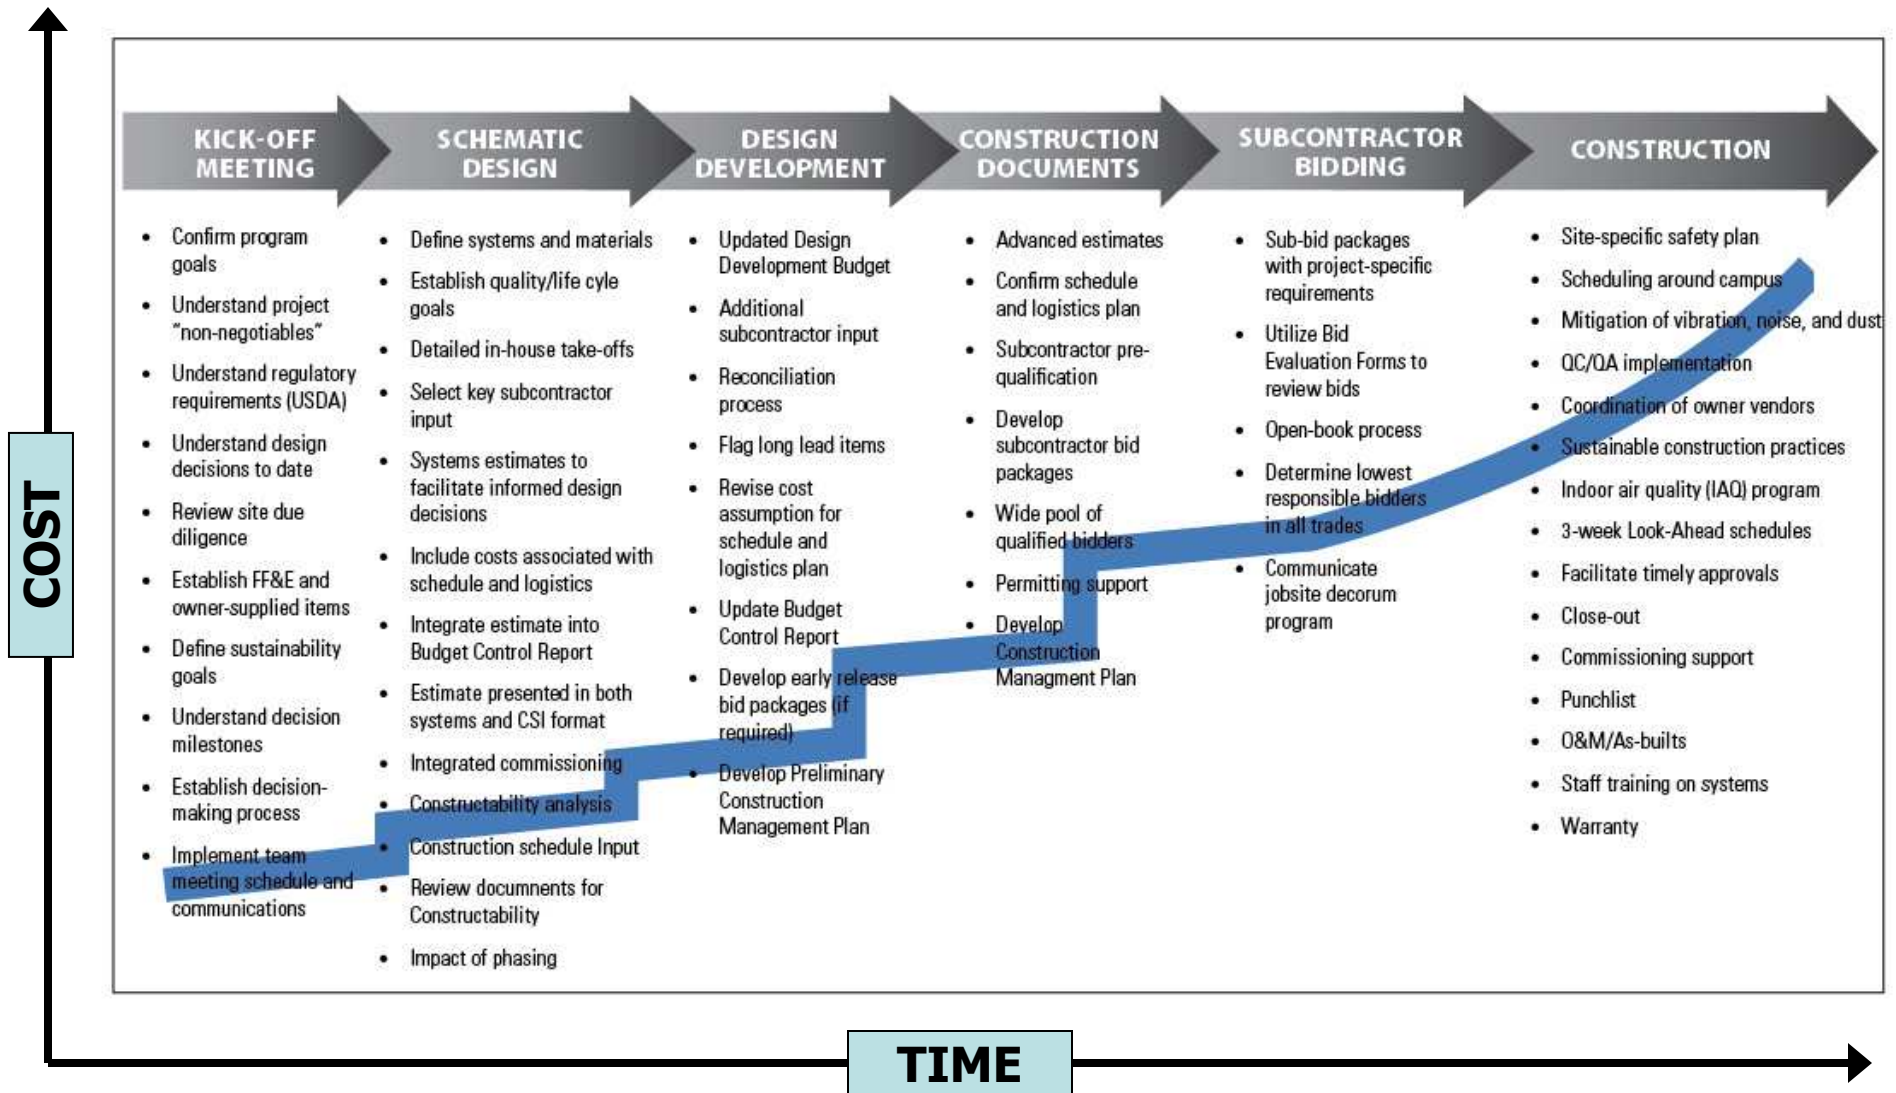 COST
KICK-OFF
MEETING
• Confirm program
goals
• Understand project
"non-negotiables"
• Understand regulatory
requirements (USDA)
• Understand design
decisions to date
• Review site due
diligence
• Establish FF&E and
owner-supplied items
• Define sustainability
goals
• Understand decision
milestones
• Establish decision-
making process
• Implement team
meeting schedule and
communications
SCHEMATIC
DESIGN
• Define systems and materials
• Establish quality/life cyle
goals
• Detailed in-house take-offs
• Select key subcontractor
input
• Systems estimates to
facilitate informed design
decisions
• Include costs associated with
schedule and logistics
• Integrate estimate into
Budget Control Report
• Estimate presented in both
systems and CSI format
• Integrated commissioning
• Constructability analysis
• Construction schedule Input
• Review documnents for
Constructability
• Impact of phasing
DESIGN
DEVELOPMENT
• Updated Design
Development Budget
• Additional
subcontractor input
• Reconciliation
process
• Flag long lead items
• Revise cost
assumption for
schedule and
logistics plan
• Update Budget
Control Report
• Develop early release
bid packages (if
required)
• Develop Preliminary
Construction
Management Plan
CONSTRUCTION
DOCUMENTS
• Advanced estimates
• Confirm schedule
and logistics plan
• Subcontractor pre-
qualification
• Develop
subcontractor bid
packages
• Wide pool of
qualified bidders
• Permitting support
• Develop
Construction
Managment Plan
SUBCONTRACTOR
BIDDING
• Sub-bid packages
with project-specific
requirements
• Utilize Bid
Evaluation Forms to
review bids
• Open-book process
• Determine lowest
responsible bidders
in all trades
• Communicate
jobsite decorum
program
CONSTRUCTION
• Site-specific safety plan
• Scheduling around campus
• Mitigation of vibration, noise, and dust
• QC/QA implementation
• Coordination of owner vendors
• Sustainable construction practices
• Indoor air quality (IAQ) program
• 3-week Look-Ahead schedules
• Facilitate timely approvals
• Close-out
• Commissioning support
• Punchlist
• O&M/As-builts
• Staff training on systems
• Warranty
TIME